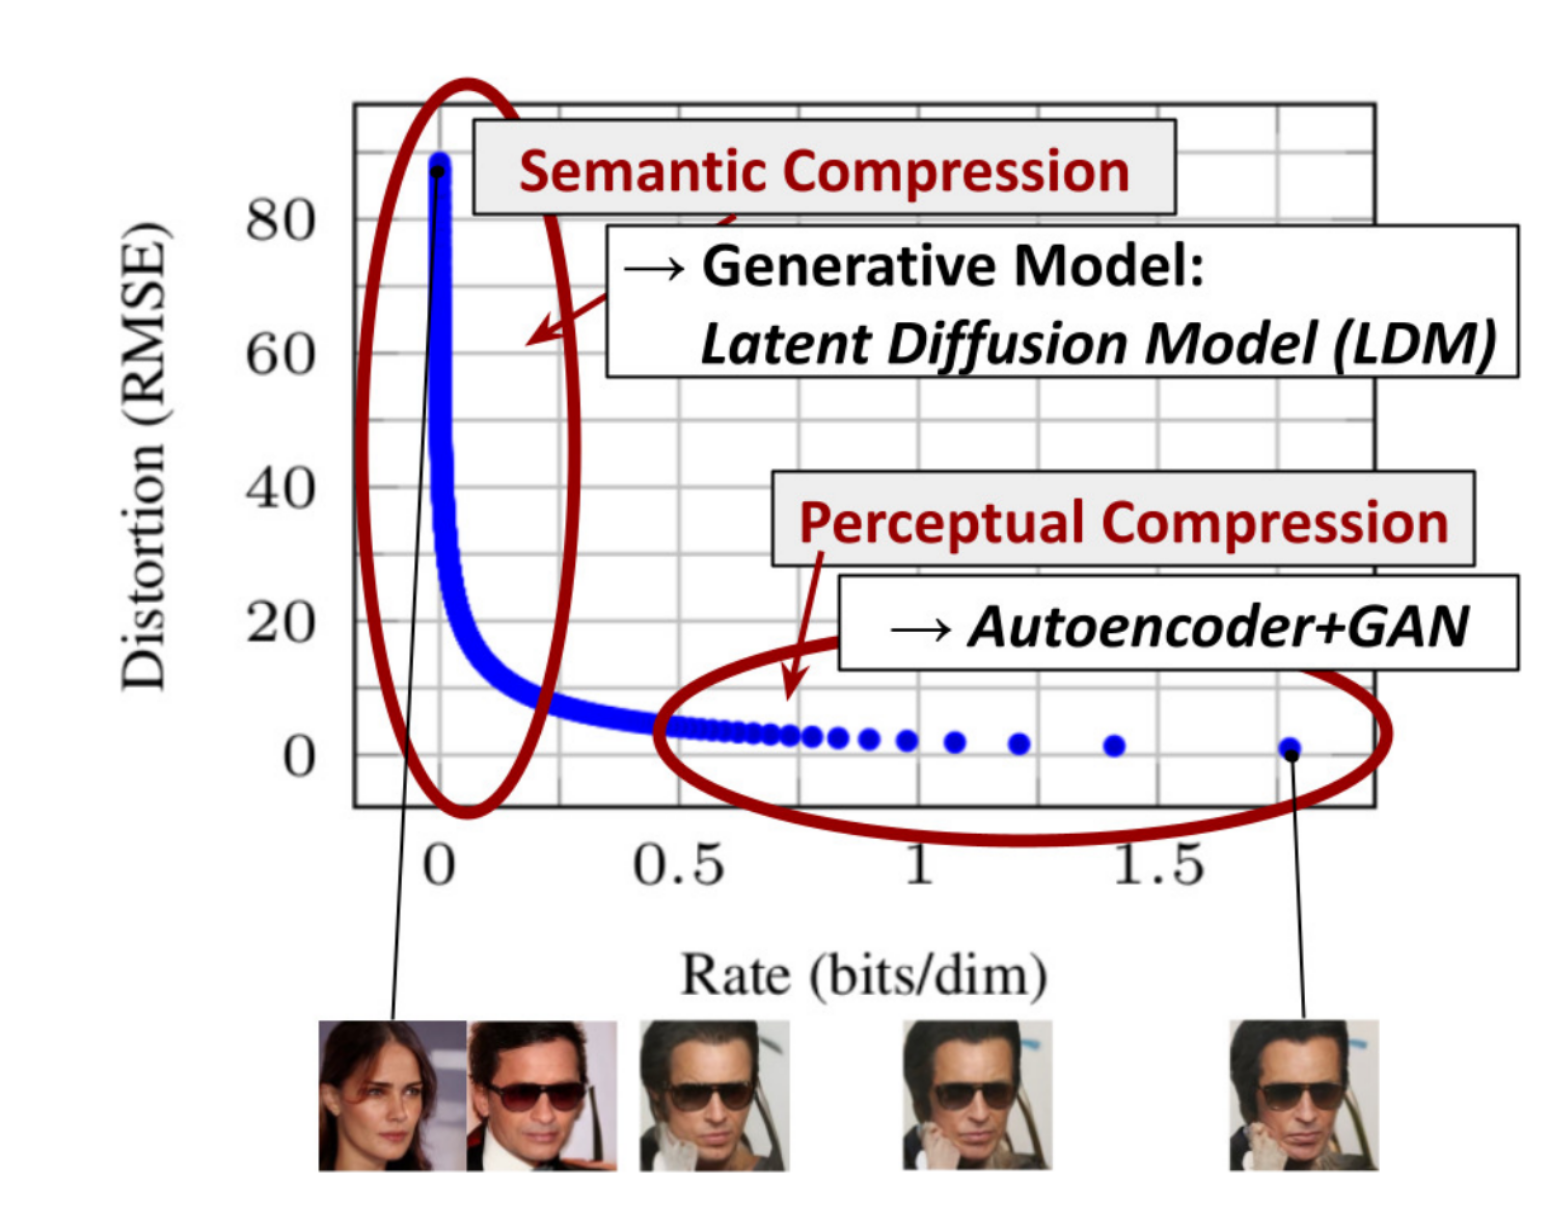 Semantic Compression
→ Generative Model:
Latent Diffusion Model (LDM)
Perceptual Compression
→ Autoencoder+GAN
Distortion (RMSE)
80
60
40
20
0
0 0.5 1 1.5
Rate (bits/dim)